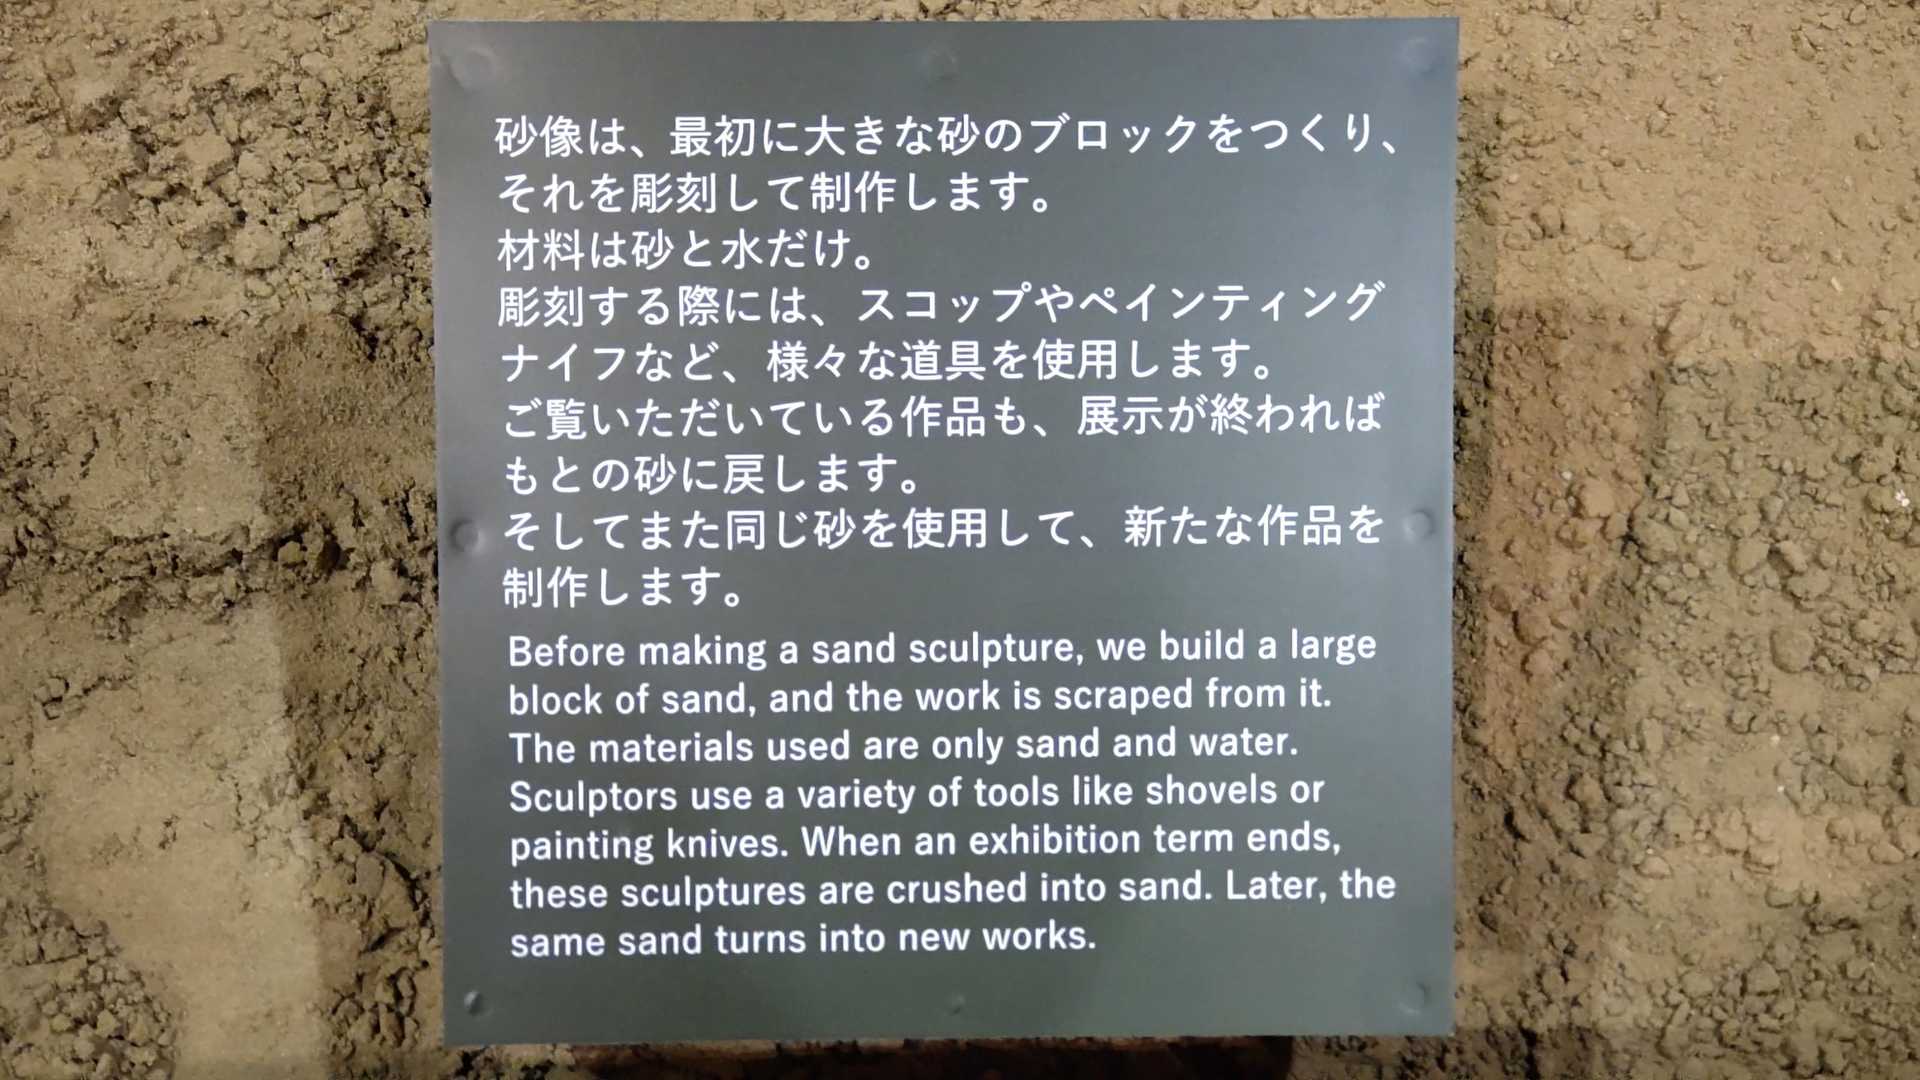 砂像は、最初に大きな砂のブロックをつくり、
それを彫刻して制作します。
材料は砂と水だけ。
彫刻する際には、スコップやペインティング
ナイフなど、様々な道具を使用します。
ご覧いただいている作品も、展示が終われば
もとの砂に戻します。
そしてまた同じ砂を使用して、新たな作品を
制作します。
Before making a sand sculpture, we build a large
block of sand, and the work is scraped from it.
The materials used are only sand and water.
Sculptors use a variety of tools like shovels or
painting knives. When an exhibition term ends,
these sculptures are crushed into sand. Later, the
same sand turns into new works.